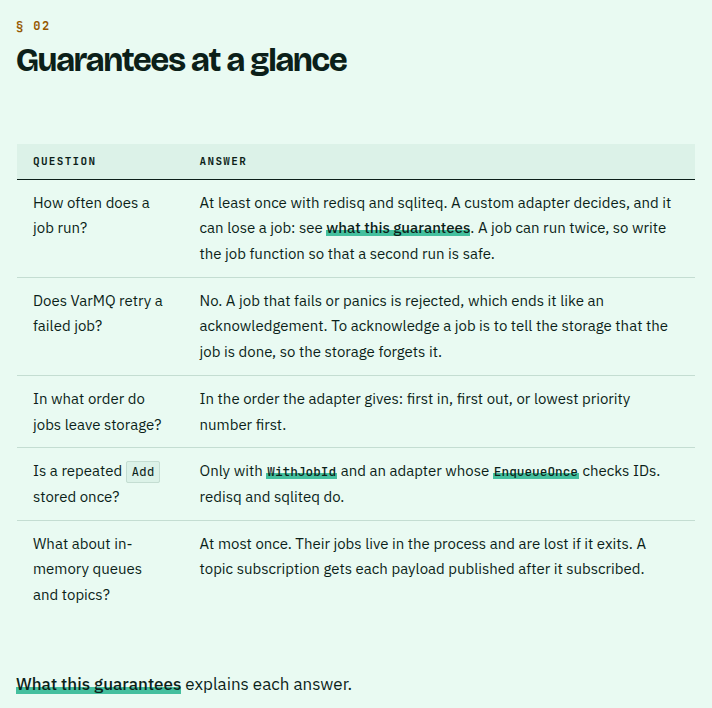 § 02
Guarantees at a glance
QUESTION ANSWER
How often does a job run?
At least once with redisq and sqliteq. A custom adapter decides, and it
can lose a job: see what this guarantees. A job can run twice, so write
the job function so that a second run is safe.
Does VarMQ retry a
failed job?
No. A job that fails or panics is rejected, which ends it like an
acknowledgement. To acknowledge a job is to tell the storage that the
job is done, so the storage forgets it.
In what order do
jobs leave storage?
In the order the adapter gives: first in, first out, or lowest priority
number first.
Is a repeated Add
stored once?
Only with WithJobId and an adapter whose EnqueueOnce checks IDs.
redisq and sqliteq do.
What about in-
memory queues
and topics?
At most once. Their jobs live in the process and are lost if it exits. A
topic subscription gets each payload published after it subscribed.
What this guarantees explains each answer.